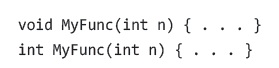 void MyFunc(int n) { . . . }
int MyFunc(int n) { . . . }